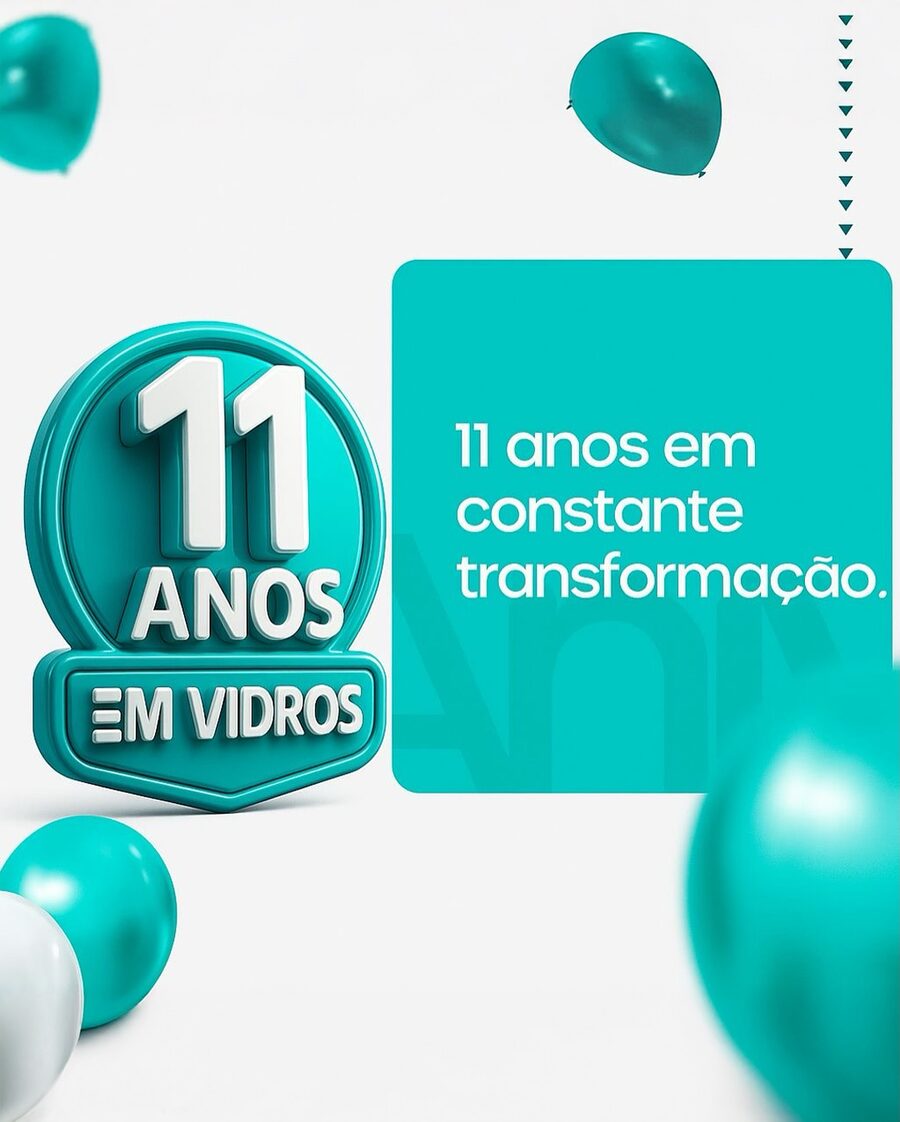 11
ANOS
EM VIDROS
11 anos em
constante
transformação.